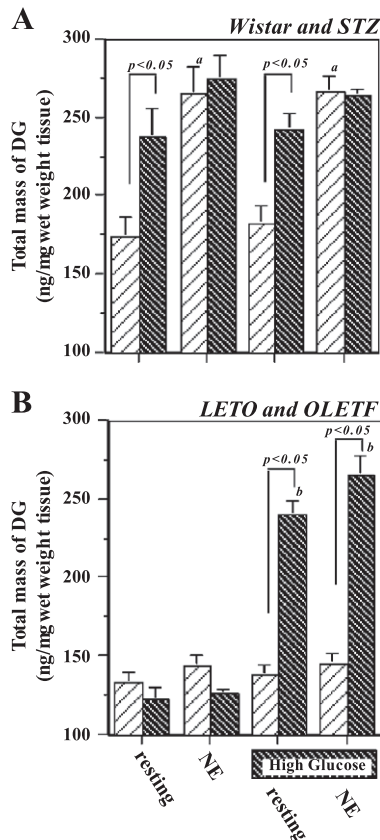 A
Wistar and STZ
Total mass of DG
(ng/mg wet weight tissue)
300
250
200
150
100
p<0.05
a
p<0.05
a
B
LETO and OLETF
Total mass of DG
(ng/mg wet weight tissue)
300
250
200
150
100
p<0.05
b
p<0.05
b
resting
NE
resting
NE
High Glucose